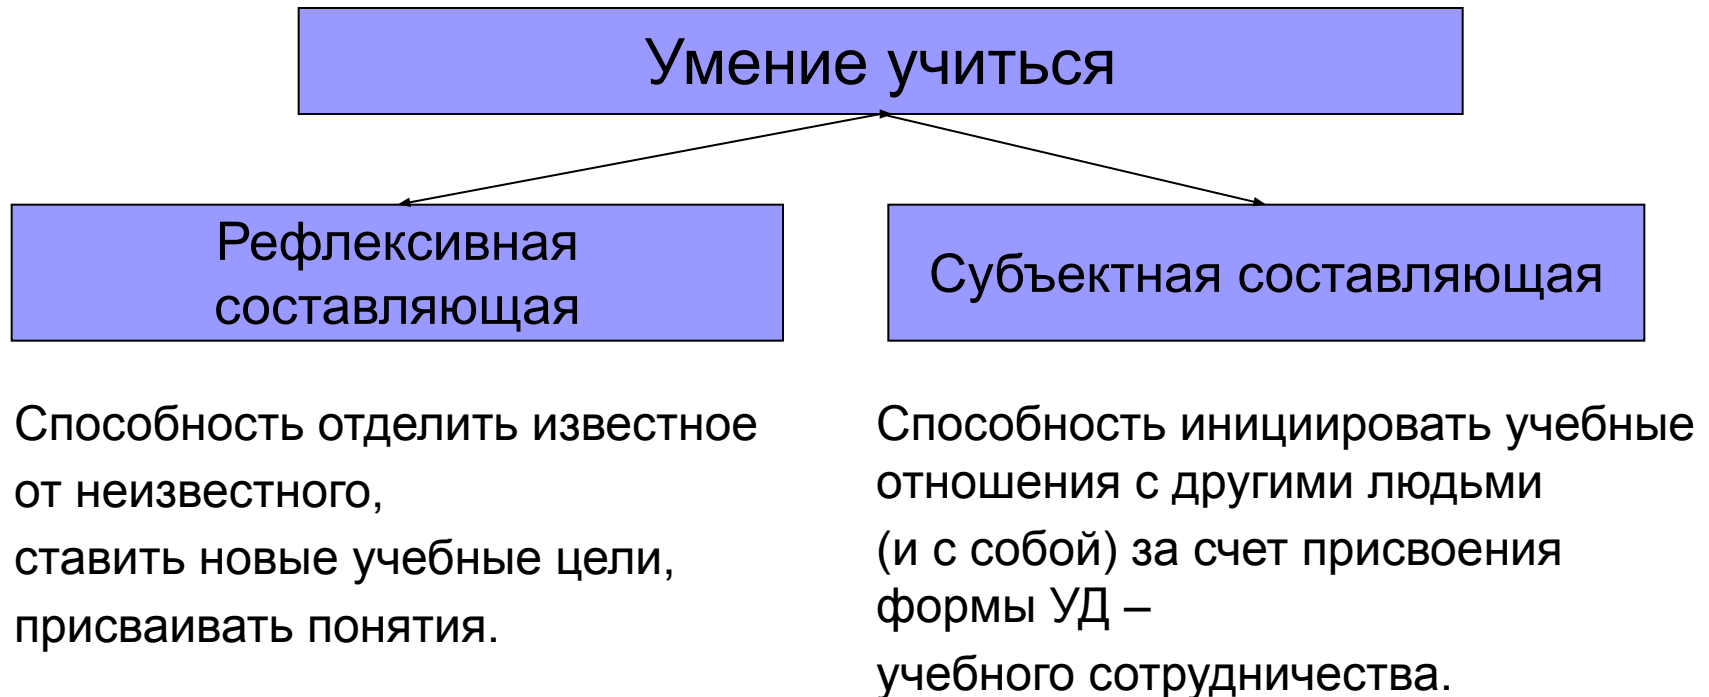 Умение учиться
Рефлексивная
составляющая
Субъектная составляющая
Способность отделить известное
от неизвестного,
ставить новые учебные цели,
присваивать понятия.
Способность инициировать учебные
отношения с другими людьми
(и с собой) за счет присвоения
формы УД –
учебного сотрудничества.